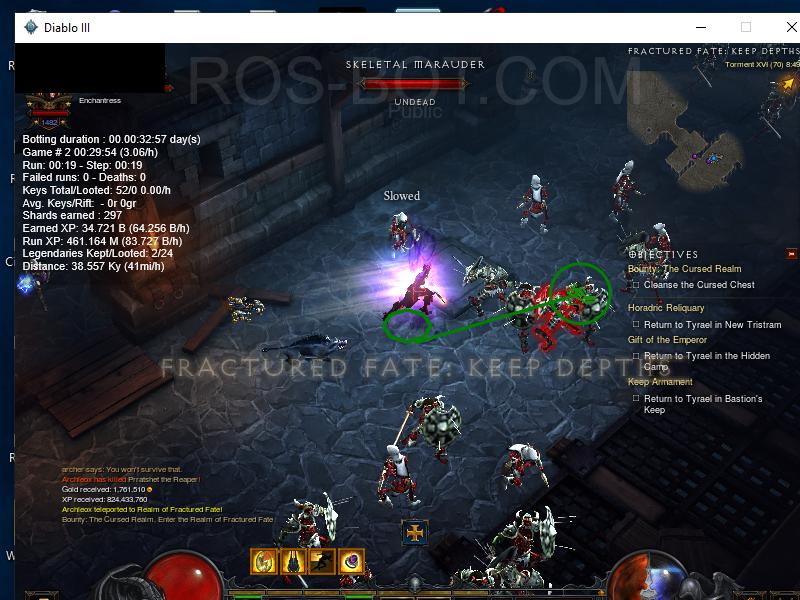 Diablo III
ROS-BOT.COM
Public
SKELETAL MARAUDER
UNDEAD
FRACTURED FATE: KEEP DEPTHS
Torment XVI (70) 8:49
Enchantress
1482
Botting duration : 00.00:32:57 day(s)
Game # 2 00:29:54 (3.06/h)
Run: 00:19 - Step: 00:19
Failed runs: 0 - Deaths: 0
Keys Total/Looted: 52/0 0.00/h
Avg. Keys/Rift: - 0r 0gr
Shards earned : 297
Earned XP: 34.721 B (64.256 B/h)
Run XP: 461.164 M (83.727 B/h)
Legendaries Kept/Looted: 2/24
Distance: 38.557 Ky (41mi/h)
Slowed
OBJECTIVES
Bounty: The Cursed Realm
Cleanse the Cursed Chest
Horadric Reliquary
Return to Tyrael in New Tristram
Gift of the Emperor
Return to Tyrael in the Hidden
Camp
Keep Armament
Return to Tyrael in Bastion's
Keep
FRACTURED FATE: KEEP DEPTHS
archer says: You won't survive that.
Archleox has killed Prratshet the Reaper!
Gold received: 1,761,510
XP received: 824,433,760
Archleox teleported to Realm of Fractured Fate!
Bounty: The Cursed Realm. Enter the Realm of Fractured Fate